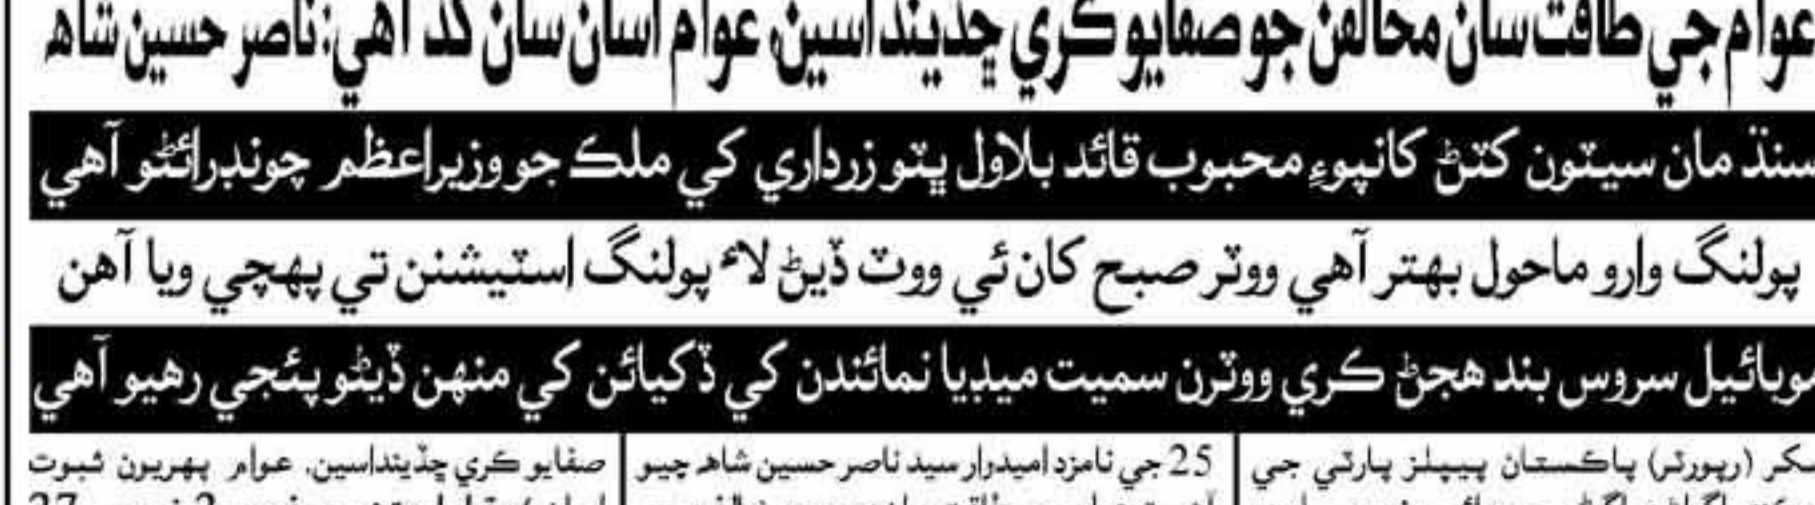 عوام جي طاقت سان مخالفن جو صفايو ڪري ڇڏينداسين، عوام اسان سان گڏ آهي: ناصر حسين شاهه
سنڌ مان سيٽون کٽڻ کانپوءِ محبوب قائد بلاول ڀٽو زرداري کي ملڪ جو وزيراعظم چونڊرائڻو آهي
پولنگ وارو ماحول بهتر آهي ووٽر صبح کان ئي ووٽ ڏيڻ لاءِ پولنگ اسٽيشنن تي پهچي ويا آهن
موبائيل سروس بند هجڻ ڪري ووٽرن سميت ميڊيا نمائندن کي ڏکيائن کي منهن ڏيڻو پئجي رهيو آهي
سکر (رپورٽر) پاڪستان پيپلز پارٽي جي
25 جي نامزد اميدوار سيد ناصر حسين شاهه چيو
صفايو ڪري ڇڏينداسين. عوام پهريون ثبوت